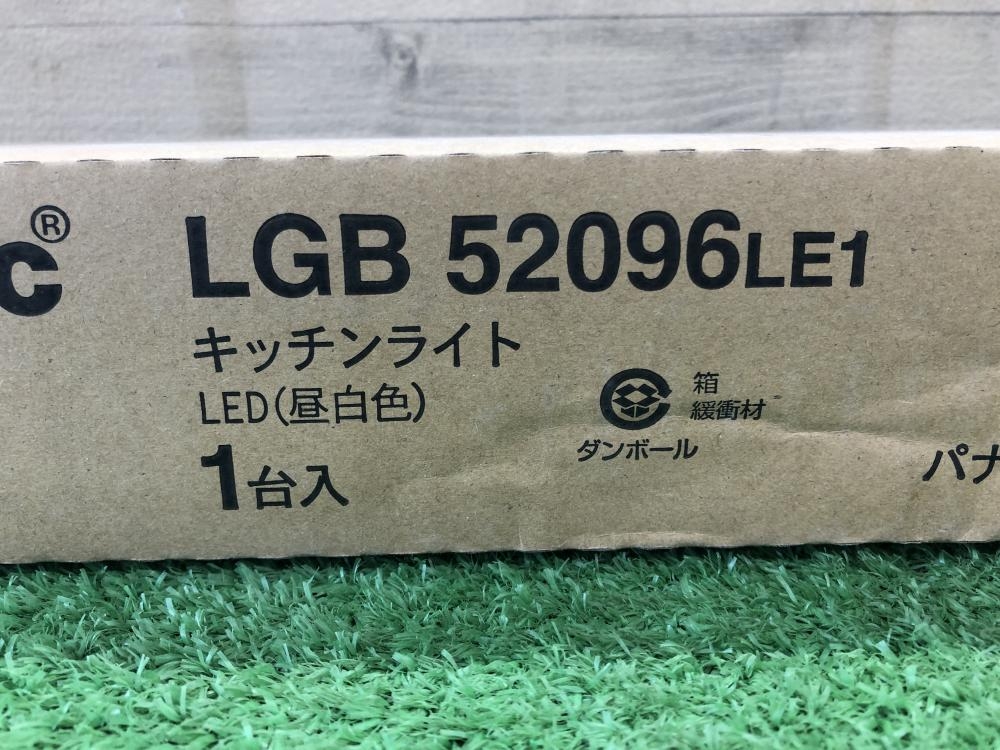 c®
LGB 52096LE1
キッチンライト
LED(昼白色)
1台入
箱
緩衝材
ダンボール
パナ